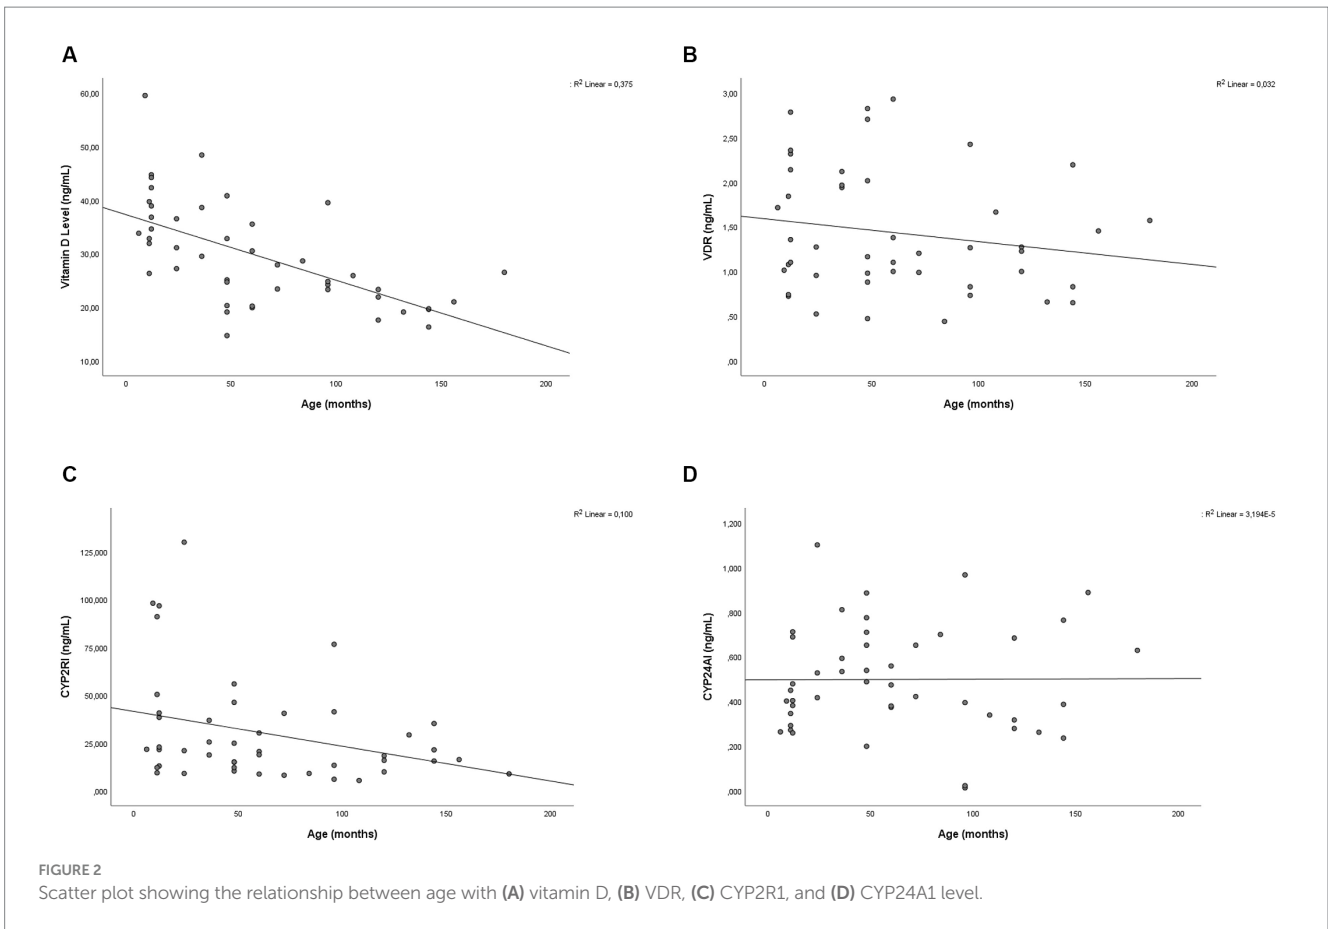 A
: R2 Linear = 0,375
Vitamin D Level (ng/mL)
60,00
50,00
40,00
30,00
20,00
10,00
0 50 100 150 200
Age (months)
B
R2 Linear = 0,032
VDR (ng/mL)
3,00
2,50
2,00
1,50
1,00
,50
,00
0 50 100 150 200
Age (months)
C
R2 Linear = 0,100
CYP2RI (ng/mL)
125,000
100,000
75,000
50,000
25,000
,000
0 50 100 150 200
Age (months)
D
: R2 Linear = 3,194E-5
CYP24AI (ng/mL)
1,200
1,000
,800
,600
,400
,200
,000
0 50 100 150 200
Age (months)
FIGURE 2
Scatter plot showing the relationship between age with (A) vitamin D, (B) VDR, (C) CYP2R1, and (D) CYP24A1 level.